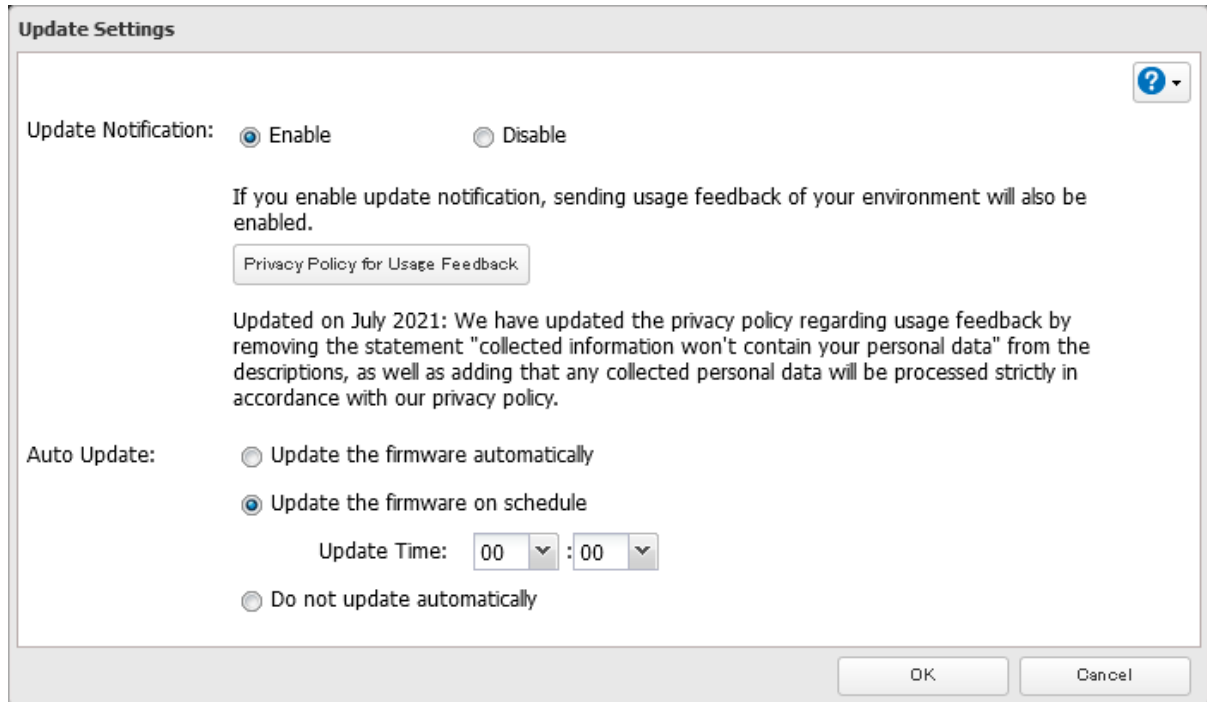 Update Settings
?
Update Notification: Enable Disable
If you enable update notification, sending usage feedback of your environment will also be
enabled.
Privacy Policy for Usage Feedback
Updated on July 2021: We have updated the privacy policy regarding usage feedback by
removing the statement "collected information won't contain your personal data" from the
descriptions, as well as adding that any collected personal data will be processed strictly in
accordance with our privacy policy.
Auto Update: Update the firmware automatically
Update the firmware on schedule
Update Time: 00 : 00
Do not update automatically
OK Cancel